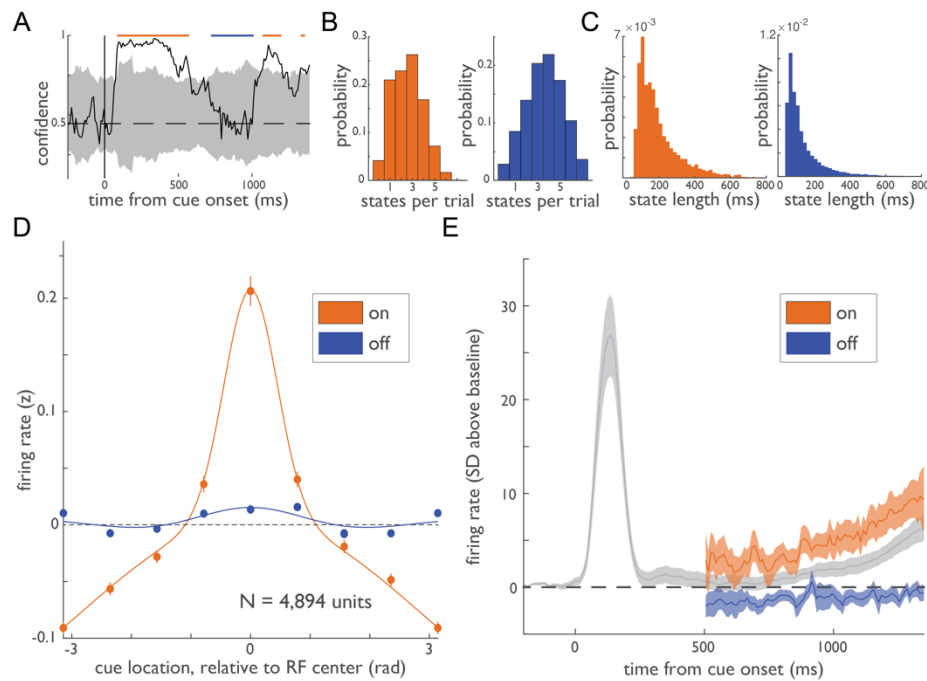 A
confidence
1
0.5
0
500
1000
time from cue onset (ms)
B
probability
0.3
0.2
0.1
0
1
3
5
states per trial
probability
0.2
0.1
0
1
3
5
states per trial
C
7 ×10-3
probability
0
200
400
600
800
state length (ms)
1.2 ×10-2
probability
0
200
400
600
800
state length (ms)
D
firing rate (z)
0.2
0.1
0
-0.1
-3
0
3
on
off
N = 4,894 units
cue location, relative to RF center (rad)
E
firing rate (SD above baseline)
30
20
10
0
0
500
1000
on
off
time from cue onset (ms)